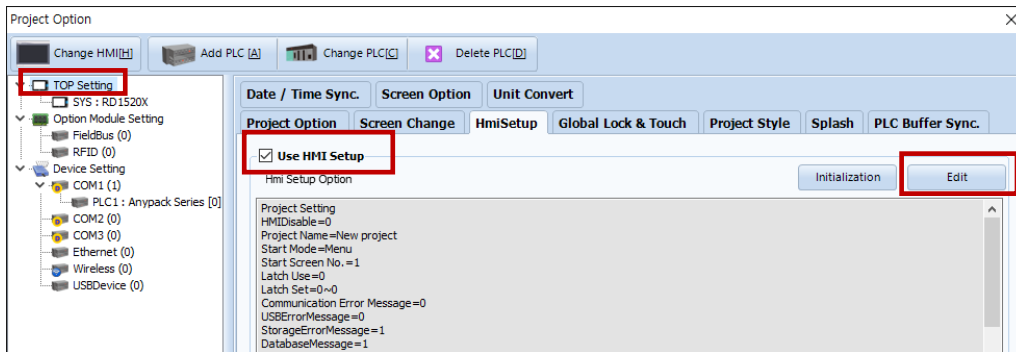 Project Option
Change HMI[H]
Add PLC [A]
Change PLC[C]
Delete PLC[D]
TOP Setting
SYS : RD1520X
Option Module Setting
FieldBus (0)
RFID (0)
Device Setting
COM1 (1)
PLC1 : Anypack Series [0]
COM2 (0)
COM3 (0)
Ethernet (0)
Wireless (0)
USBDevice (0)
Date / Time Sync.
Screen Option
Unit Convert
Project Option
Screen Change
HmiSetup
Global Lock & Touch
Project Style
Splash
PLC Buffer Sync.
Use HMI Setup
Hmi Setup Option
Initialization
Edit
Project Setting
HMIDisable=0
Project Name=New project
Start Mode=Menu
Start Screen No.=1
Latch Use=0
Latch Set=0~0
Communication Error Message=0
USBErrorMessage=0
StorageErrorMessage=1
DatabaseMessage=1